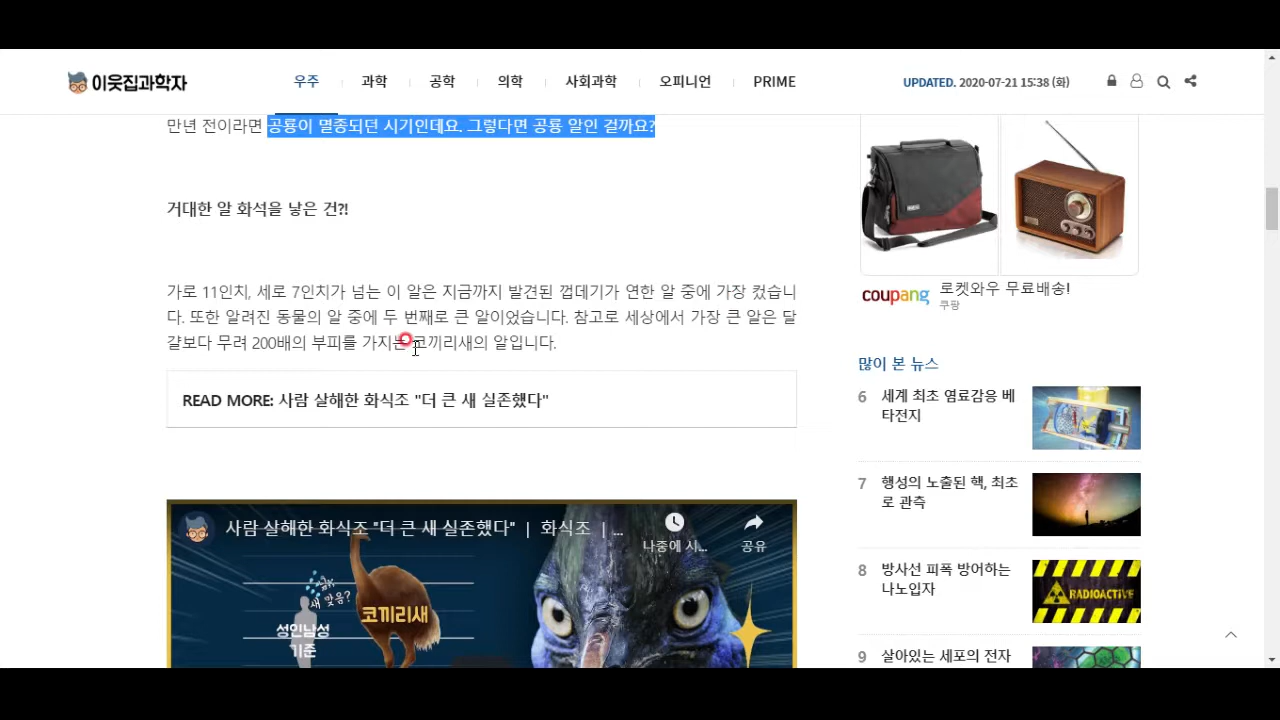 이웃집과학자
우주 과학 공학 의학 사회과학 오피니언 PRIME
UPDATED. 2020-07-21 15:38 (화)
만년 전이라면 공룡이 멸종되던 시기인데요. 그렇다면 공룡 알인 걸까요?
거대한 알 화석을 낳은 건?!
가로 11인치, 세로 7인치가 넘는 이 알은 지금까지 발견된 껍데기가 연한 알 중에 가장 컸습니
다. 또한 알려진 동물의 알 중에 두 번째로 큰 알이었습니다. 참고로 세상에서 가장 큰 알은 달
걀보다 무려 200배의 부피를 가지는 코끼리새의 알입니다.
READ MORE: 사람 살해한 화식조 "더 큰 새 실존했다"
사람 살해한 화식조 "더 큰 새 실존했다" | 화식조 | ...
나중에 시...
공유
새 맞음?
코끼리새
성인남성
기준
coupang
로켓와우 무료배송!
쿠팡
많이 본 뉴스
6 세계 최초 염료감응 베
타전지
7 행성의 노출된 핵, 최초
로 관측
8 방사선 피폭 방어하는
나노입자
RADIOACTIVE
9 살아있는 세포의 전자